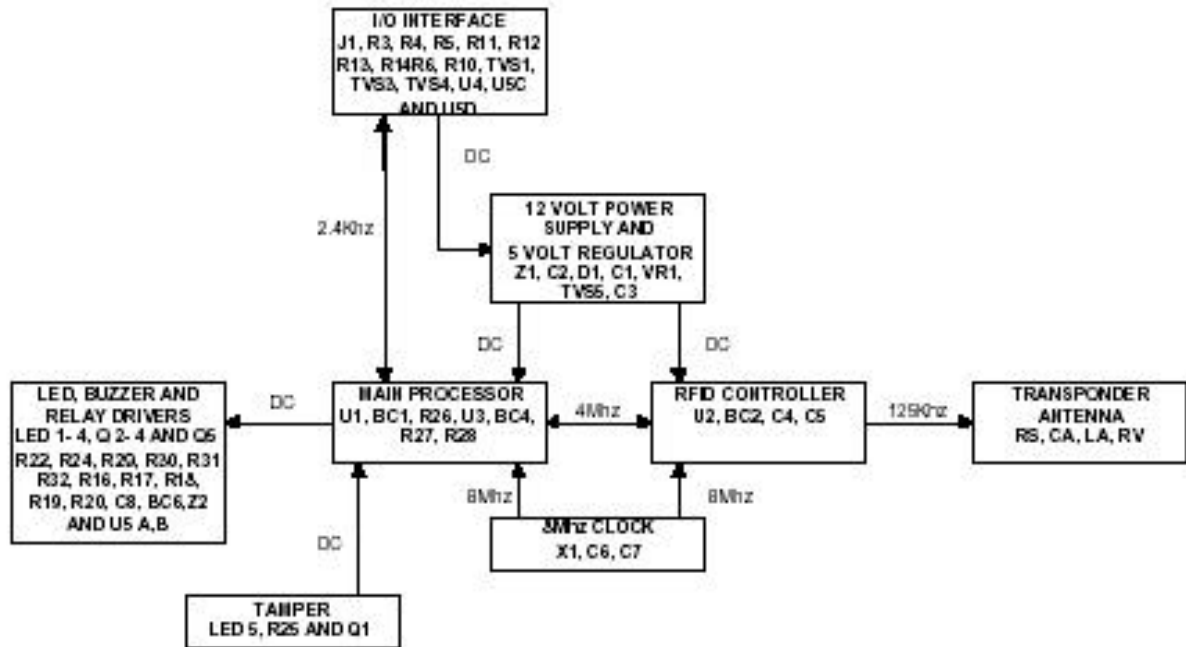 I/O INTERFACE
J1, R3, R4, R5, R11, R12
R13, R14R6, R10, TVS1,
TVS3, TVS4, U4, U5C
AND U5D
DC
2.4Khz
12 VOLT POWER
SUPPLY AND
5 VOLT REGULATOR
Z1, C2, D1, C1, VR1,
TVS5, C3
DC
DC
LED, BUZZER AND
RELAY DRIVERS
LED 1- 4, Q 2- 4 AND Q5
R22, R24, R29, R30, R31
R32, R16, R17, R18,
R19, R20, C8, BC6,Z2
AND U5 A,B
DC
MAIN PROCESSOR
U1, BC1, R26, U3, BC4,
R27, R28
4Mhz
RFID CONTROLLER
U2, BC2, C4, C5
125Khz
TRANSPONDER
ANTENNA
RS, CA, LA, RV
8Mhz
8Mhz
8Mhz CLOCK
X1, C6, C7
DC
TAMPER
LED 5, R25 AND Q1